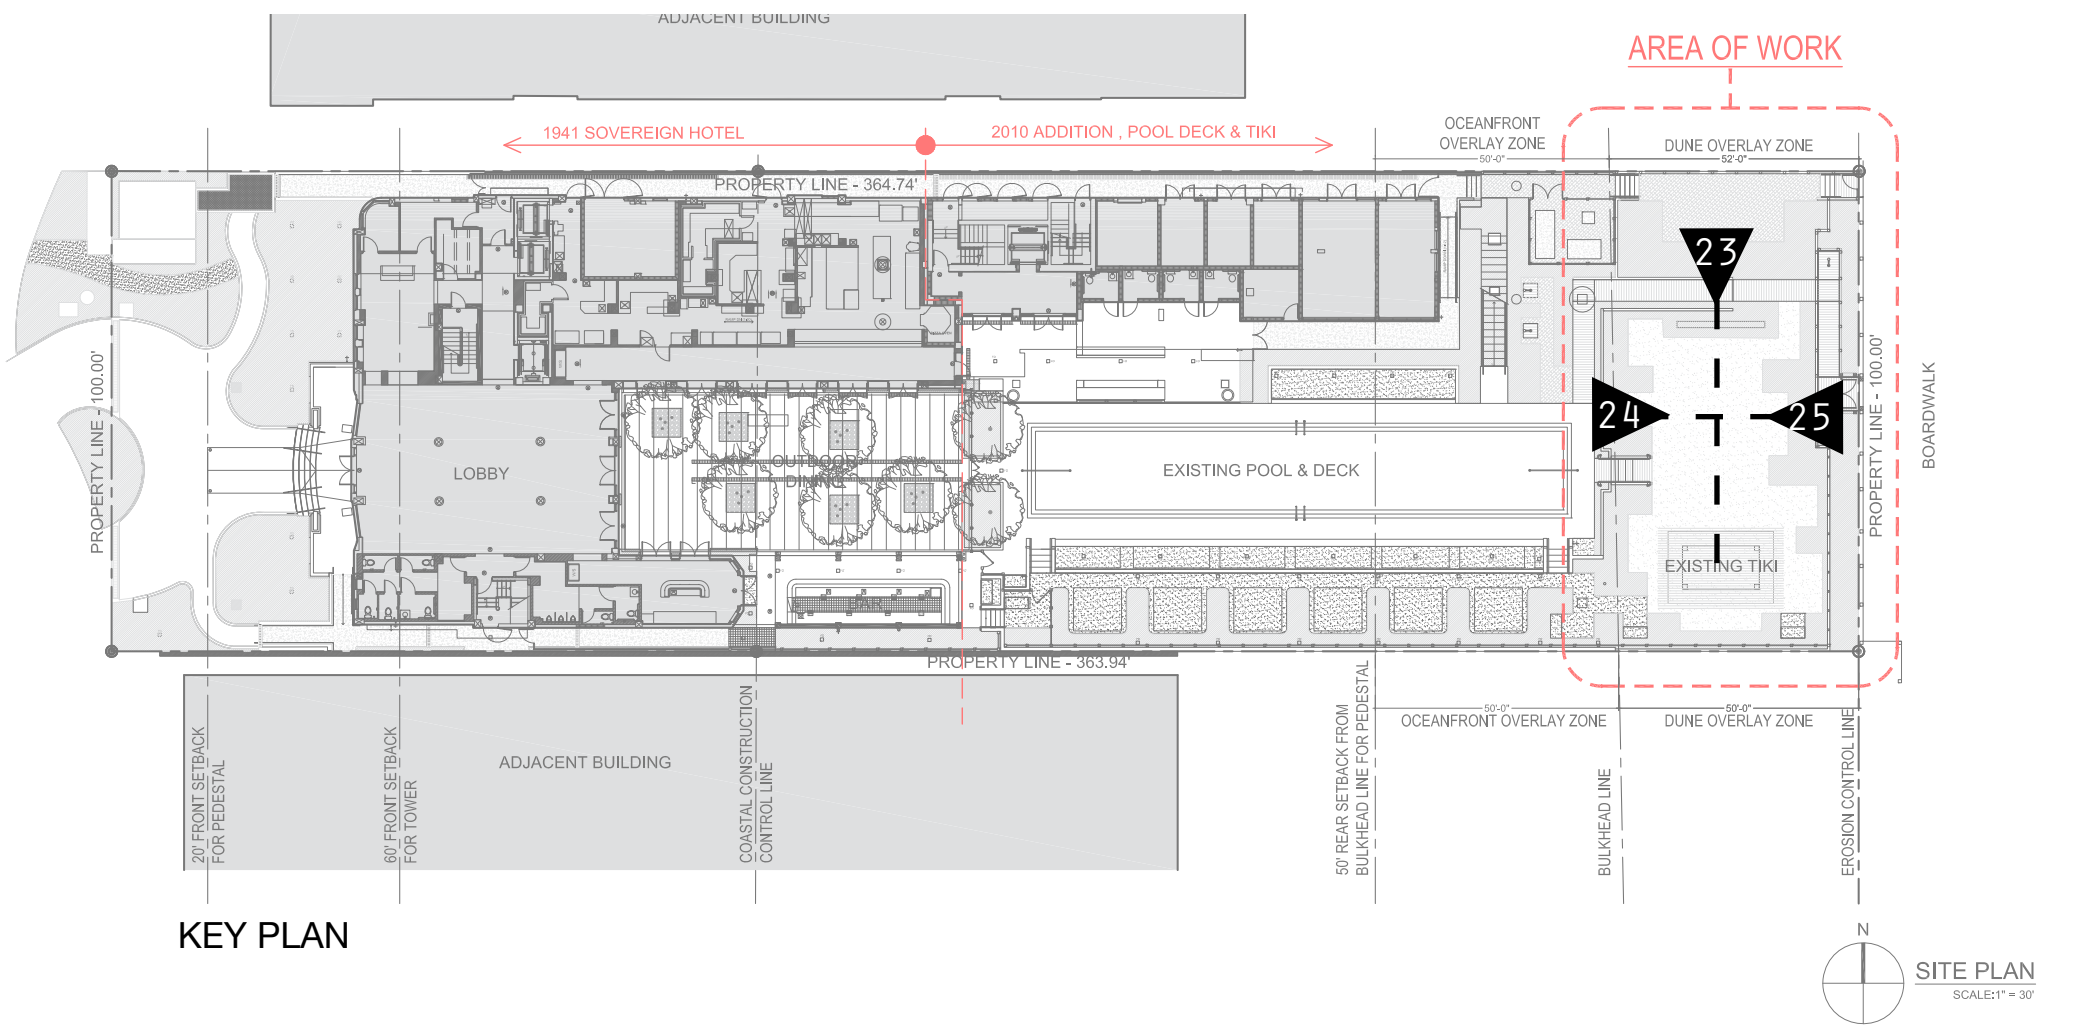 ADJACENT BUILDING
AREA OF WORK
1941 SOVEREIGN HOTEL
2010 ADDITION , POOL DECK & TIKI
OCEANFRONT
OVERLAY ZONE
50'-0"
DUNE OVERLAY ZONE
52'-0"
PROPERTY LINE - 364.74'
23
24
25
PROPERTY LINE - 100.00'
LOBBY
OUTDOOR
DINING
EXISTING POOL & DECK
PROPERTY LINE - 100.00'
BOARDWALK
EXISTING TIKI
BAR
PROPERTY LINE - 363.94'
50'-0"
OCEANFRONT OVERLAY ZONE
50'-0"
DUNE OVERLAY ZONE
20' FRONT SETBACK
FOR PEDESTAL
60' FRONT SETBACK
FOR TOWER
ADJACENT BUILDING
COASTAL CONSTRUCTION
CONTROL LINE
50' REAR SETBACK FROM
BULKHEAD LINE FOR PEDESTAL
BULKHEAD LINE
EROSION CONTROL LINE
KEY PLAN
N
SITE PLAN
SCALE:1" = 30'